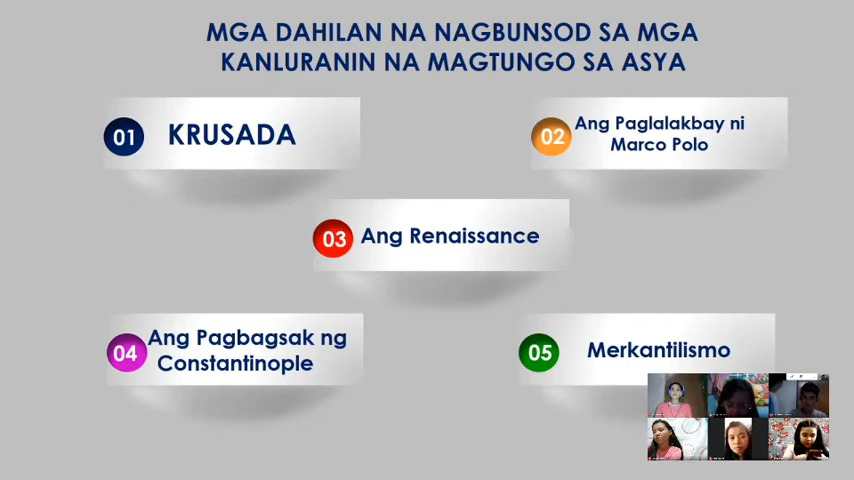 MGA DAHILAN NA NAGBUNSOD SA MGA
KANLURANIN NA MAGTUNGO SA ASYA
01 KRUSADA
02 Ang Paglalakbay ni
Marco Polo
03 Ang Renaissance
04 Ang Pagbagsak ng
Constantinople
05 Merkantilismo